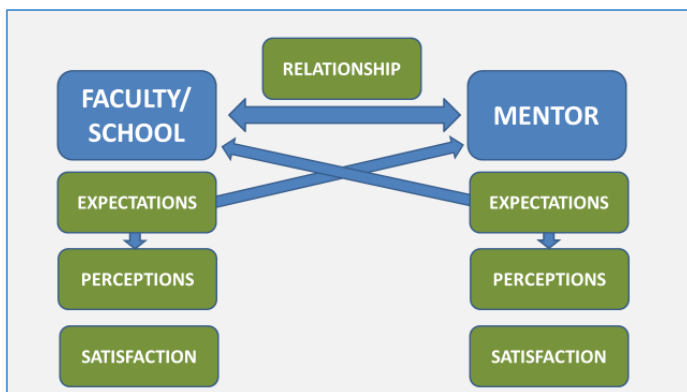 RELATIONSHIP
FACULTY/
SCHOOL
MENTOR
EXPECTATIONS
EXPECTATIONS
PERCEPTIONS
PERCEPTIONS
SATISFACTION
SATISFACTION